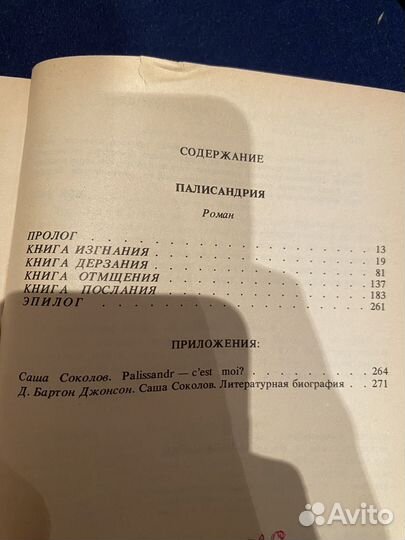 СОДЕРЖАНИЕ
ПАЛИСАНДРИЯ
Роман
ПРОЛОГ . . . . . . . . . . . . . . . . . . 13
КНИГА ИЗГНАНИЯ . . . . . . . . . . . . . . 19
КНИГА ДЕРЗАНИЯ . . . . . . . . . . . . . . 81
КНИГА ОТМЩЕНИЯ . . . . . . . . . . . . . . 137
КНИГА ПОСЛАНИЯ . . . . . . . . . . . . . . 183
ЭПИЛОГ . . . . . . . . . . . . . . . . . . 261
ПРИЛОЖЕНИЯ:
Саша Соколов. Palissandr — c'est moi? . . . . . . . . 264
Д. Бартон Джонсон. Саша Соколов. Литературная биография . . 271
Avito